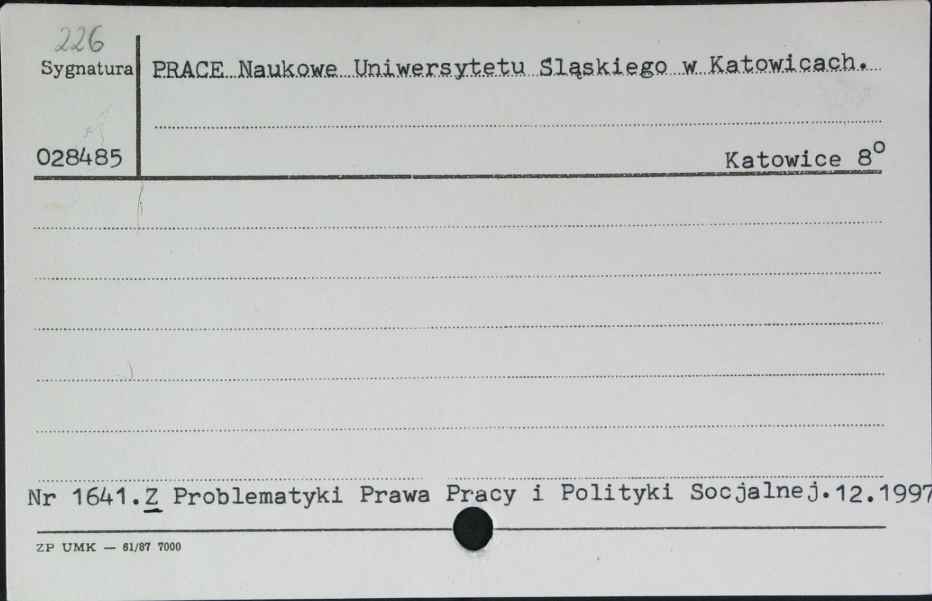 226
Sygnatura
PRACE Naukowe Uniwersytetu Sląskiego w Katowicach.
028485
Katowice 8°
Nr 1641.Z Problematyki Prawa Pracy i Polityki Socjalnej.12.1997
ZP UMK — 61/87 7000